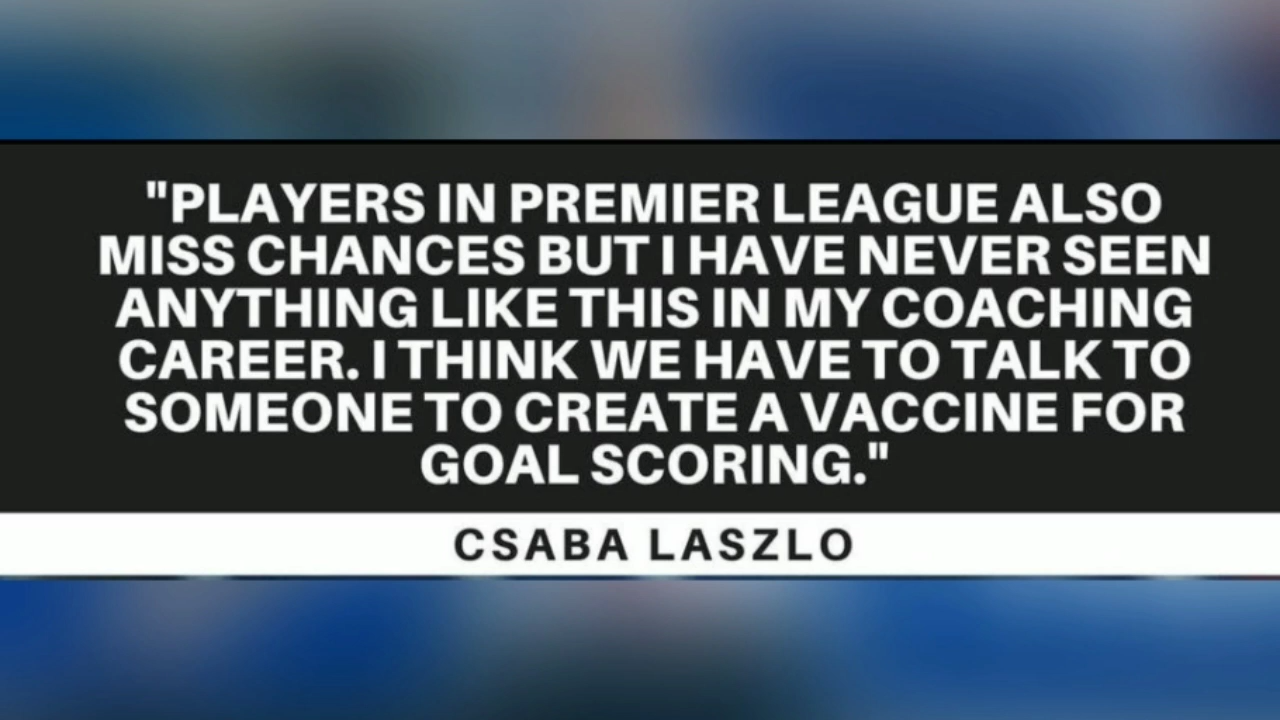 "PLAYERS IN PREMIER LEAGUE ALSO
MISS CHANCES BUT I HAVE NEVER SEEN
ANYTHING LIKE THIS IN MY COACHING
CAREER. I THINK WE HAVE TO TALK TO
SOMEONE TO CREATE A VACCINE FOR
GOAL SCORING."
CSABA LASZLO